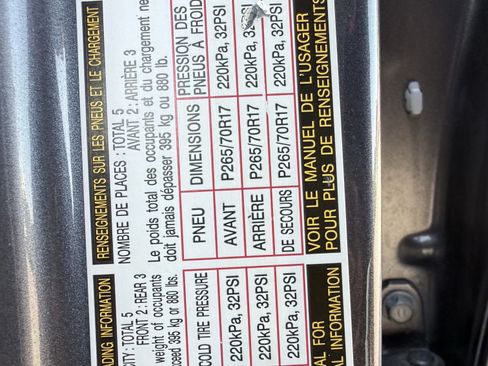 RENSEIGNEMENTS SUR LES PNEUS ET LE CHARGEMENT
NOMBRE DE PLACES : TOTAL 5
AVANT 2 : ARRIÈRE 3
Le poids total des occupants et du chargement ne
doit jamais dépasser 395 kg ou 880 lb.
PNEU DIMENSIONS PRESSION DES PNEUS À FROID
AVANT P265/70R17 220kPa, 32PSI
ARRIÈRE P265/70R17 220kPa, 32PSI
DE SECOURS P265/70R17 220kPa, 32PSI
VOIR LE MANUEL DE L'USAGER
POUR PLUS DE RENSEIGNEMENTS
ADING INFORMATION
CITY: TOTAL 5
FRONT 2: REAR 3
weight of occupants
xceed 395 kg or 880 lbs.
COLD TIRE PRESSURE
220kPa, 32PSI
220kPa, 32PSI
220kPa, 32PSI
AL FOR
AL INFORMATION